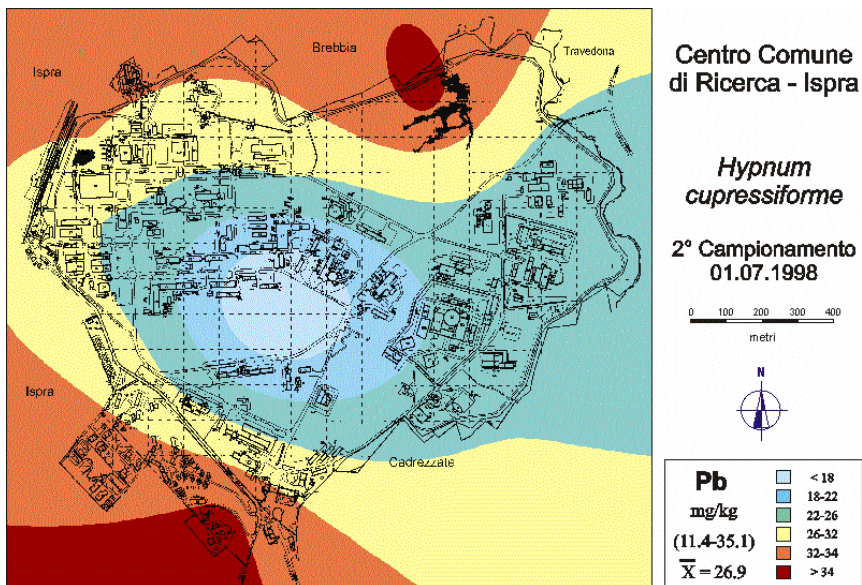 Ispra
Brebbia
Travedona
Ispra
Cadrezzate
Centro Comune
di Ricerca - Ispra
Hypnum
cupressiforme
2° Campionamento
01.07.1998
0 100 200 300 400
metri
N
Pb
mg/kg
(11.4-35.1)
X̅ = 26.9
< 18
18-22
22-26
26-32
32-34
> 34